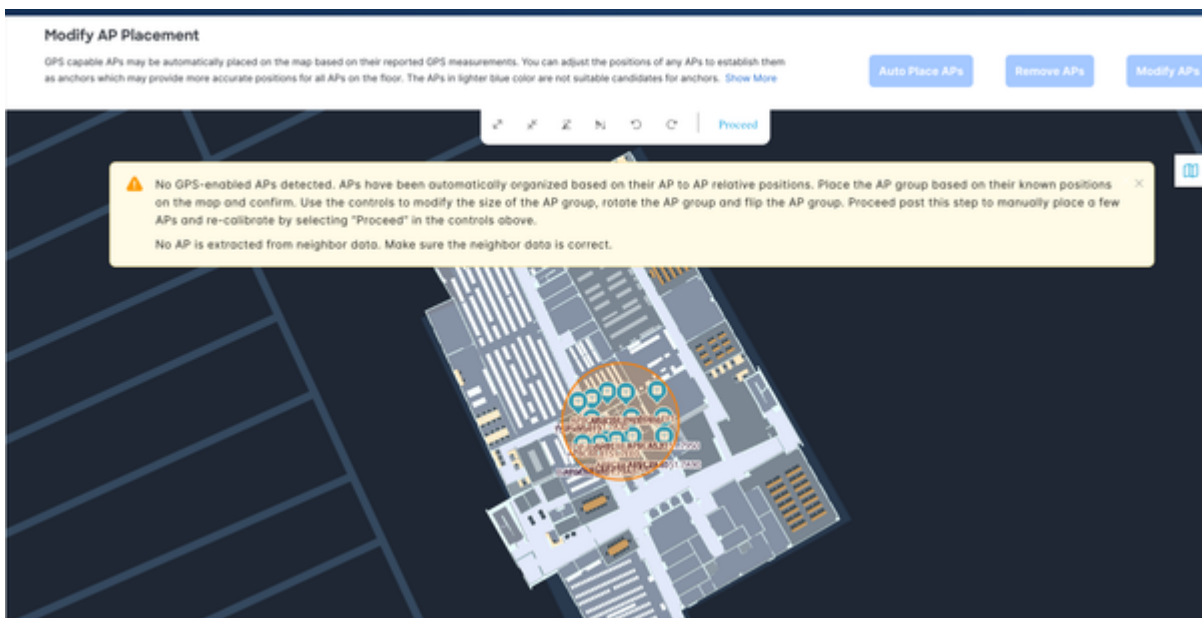 Modify AP Placement
GPS capable APs may be automatically placed on the map based on their reported GPS measurements. You can adjust the positions of any APs to establish them
as anchors which may provide more accurate positions for all APs on the floor. The APs in lighter blue color are not suitable candidates for anchors. Show More
Auto Place APs
Remove APs
Modify APs
Proceed
No GPS-enabled APs detected. APs have been automatically organized based on their AP to AP relative positions. Place the AP group based on their known positions
on the map and confirm. Use the controls to modify the size of the AP group, rotate the AP group and flip the AP group. Proceed past this step to manually place a few
APs and re-calibrate by selecting "Proceed" in the controls above.
No AP is extracted from neighbor data. Make sure the neighbor data is correct.